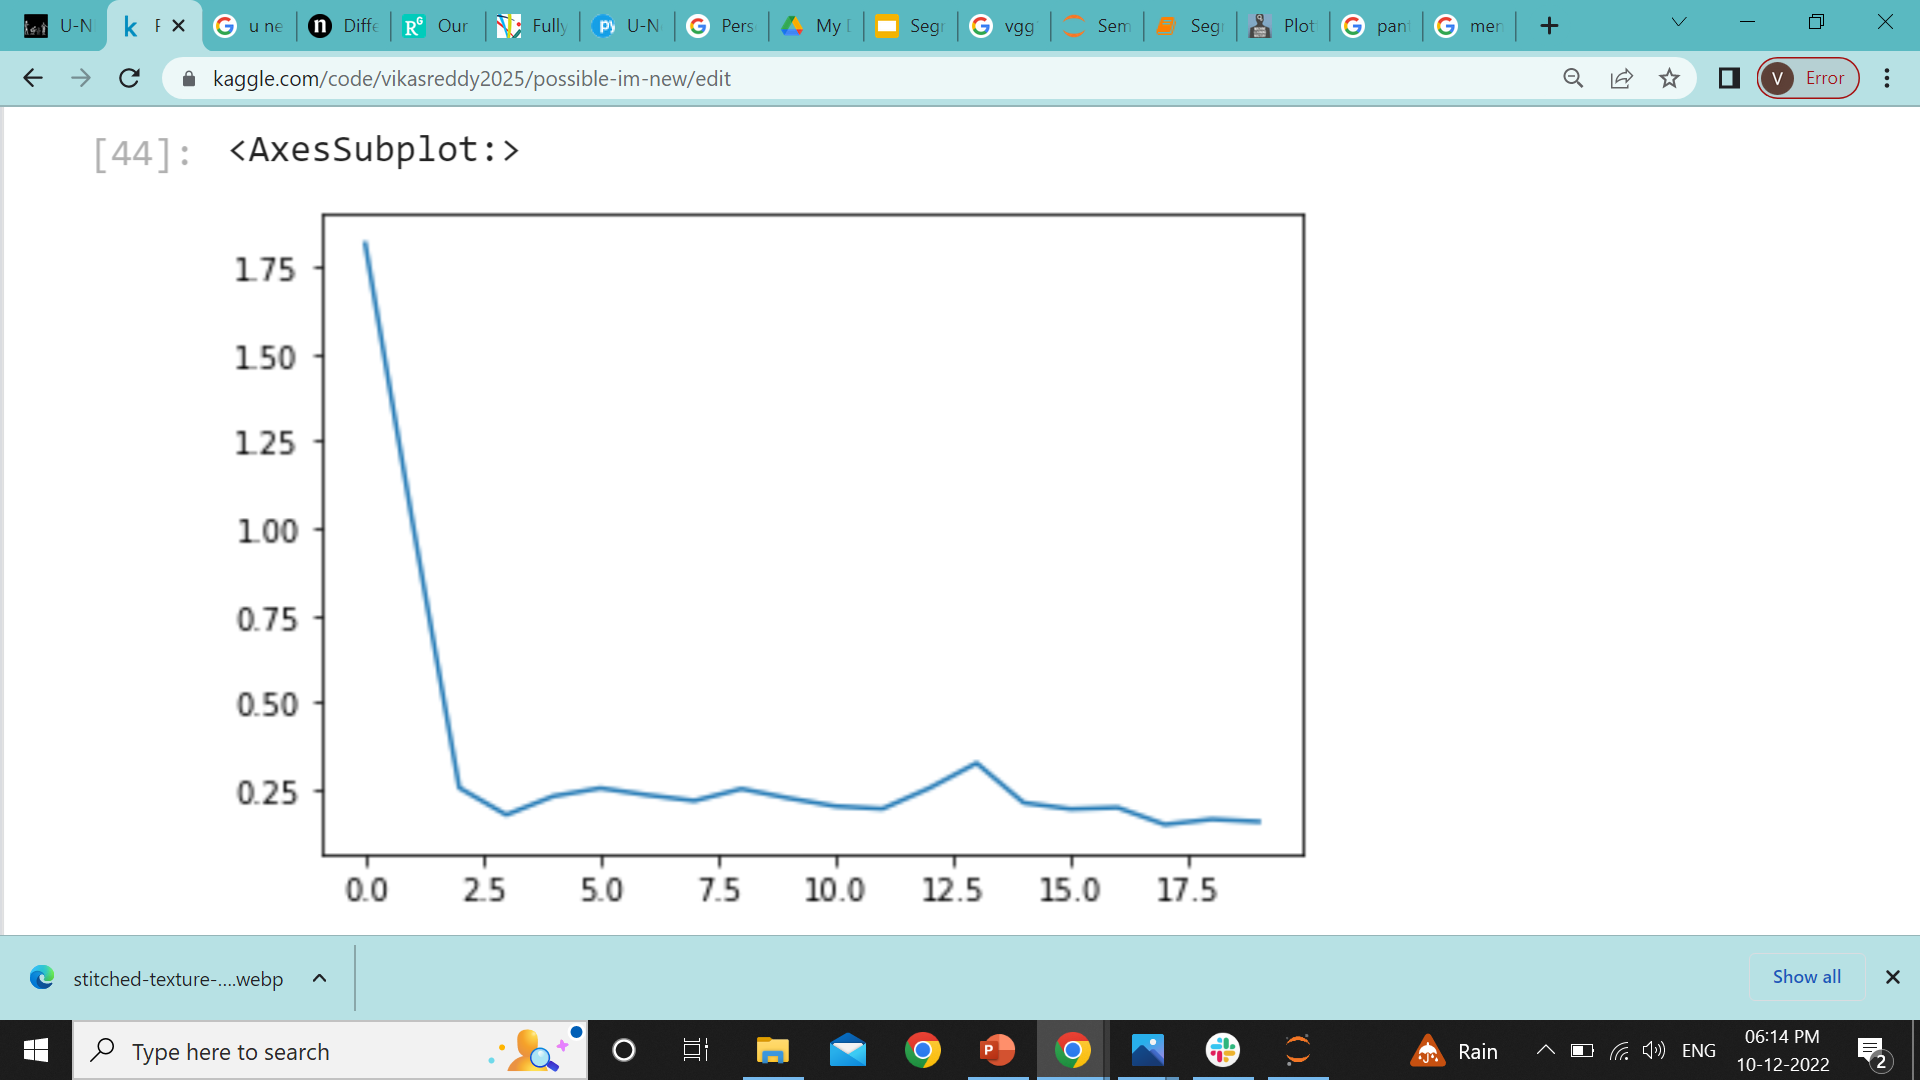 U-N
F
u ne
Diffe
Our
Fully
U-N
Pers
My
Segr
vgg
Sem
Segr
Plot
pan
men
kaggle.com/code/vikasreddy2025/possible-im-new/edit
V
Error
[44]:
<AxesSubplot:>
1.75
1.50
1.25
1.00
0.75
0.50
0.25
0.0 2.5 5.0 7.5 10.0 12.5 15.0 17.5
stitched-texture-....webp
Show all
Type here to search
Rain
ENG
06:14 PM
10-12-2022
2